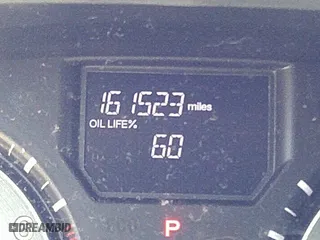 161523 miles
OIL LIFE%
60
P
DREAMBID